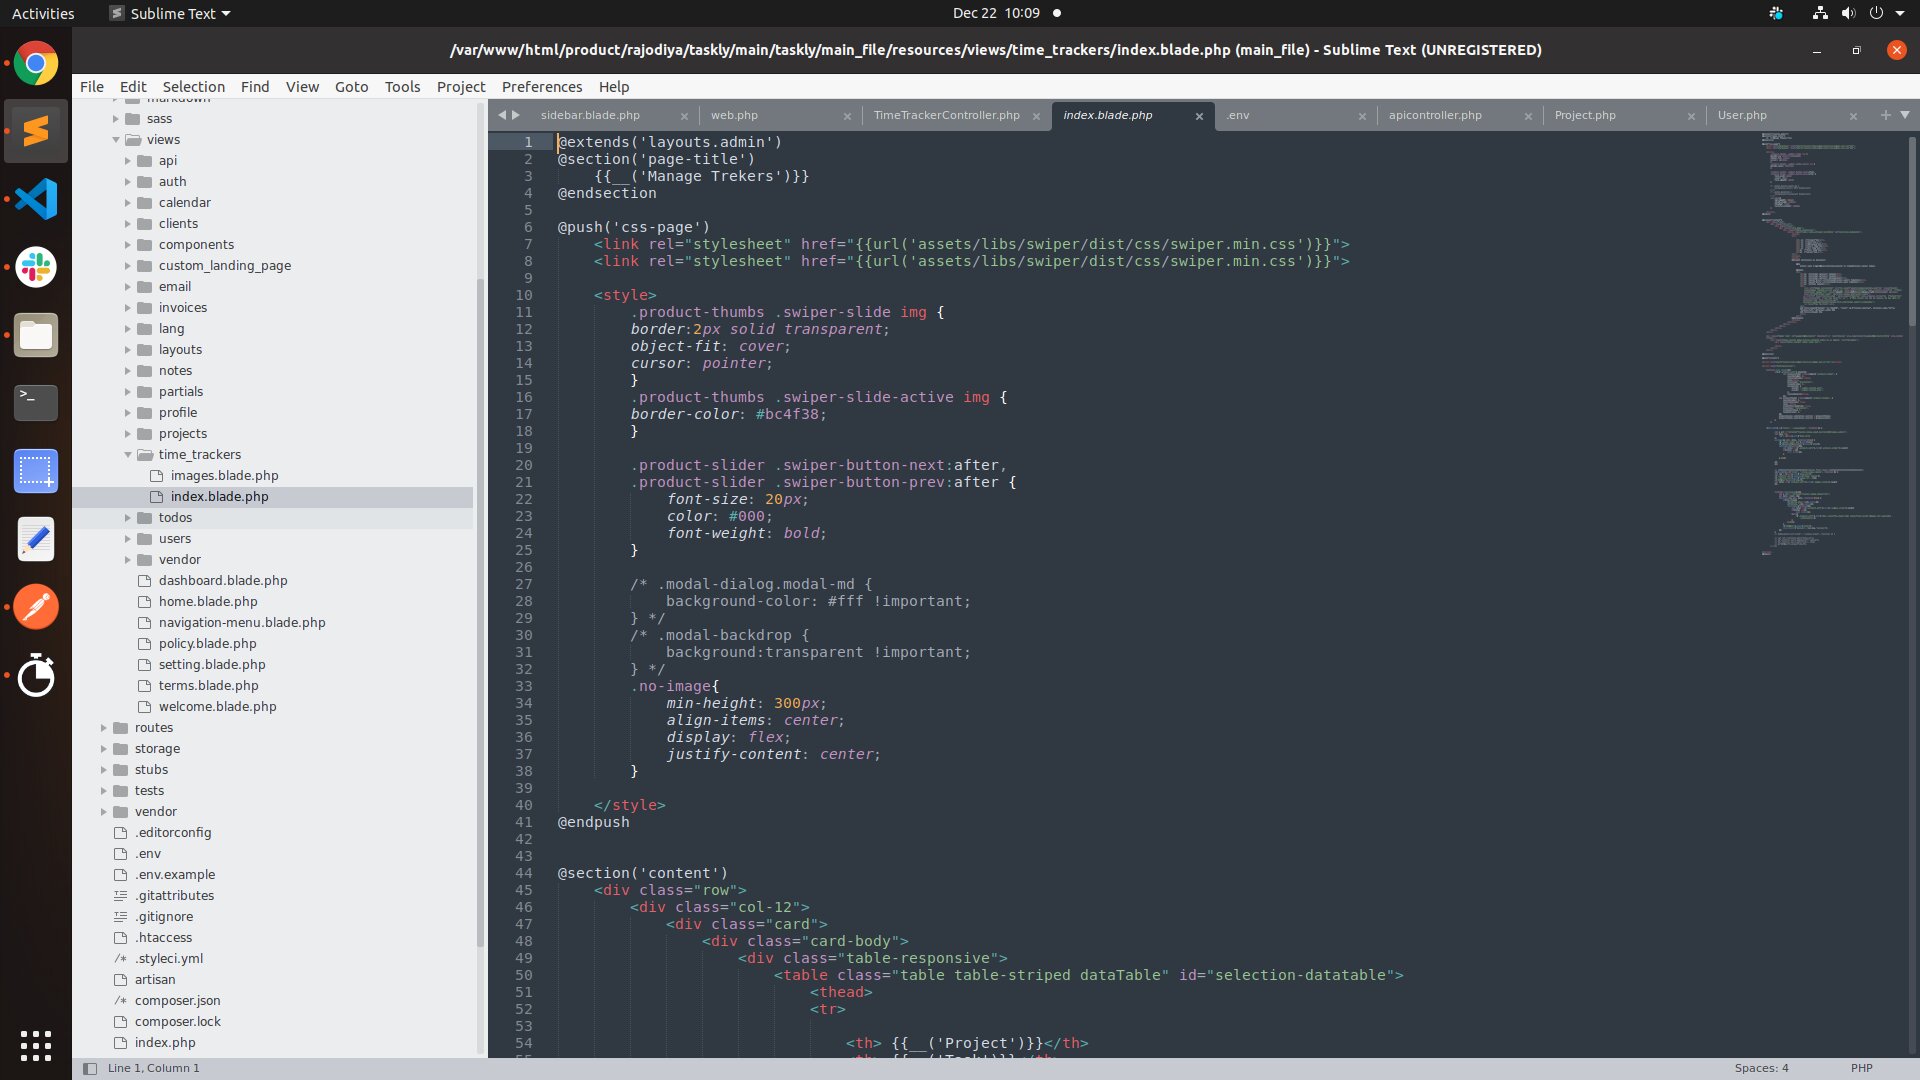 Activities
Sublime Text
Dec 22 10:09
/var/www/html/product/rajodiya/taskly/main/taskly/main_file/resources/views/time_trackers/index.blade.php (main_file) - Sublime Text (UNREGISTERED)
File Edit Selection Find View Goto Tools Project Preferences Help
markdown
sass
views
api
auth
calendar
clients
components
custom_landing_page
email
invoices
lang
layouts
notes
partials
profile
projects
time_trackers
images.blade.php
index.blade.php
todos
users
vendor
dashboard.blade.php
home.blade.php
navigation-menu.blade.php
policy.blade.php
setting.blade.php
terms.blade.php
welcome.blade.php
routes
storage
stubs
tests
vendor
.editorconfig
.env
.env.example
.gitattributes
.gitignore
.htaccess
.styleci.yml
artisan
composer.json
composer.lock
index.php
sidebar.blade.php web.php TimeTrackerController.php index.blade.php .env apicontroller.php Project.php User.php
1 @extends('layouts.admin')
2 @section('page-title')
3 {{__('Manage Trekers')}}
4 @endsection
5
6 @push('css-page')
7 <link rel="stylesheet" href="{{url('assets/libs/swiper/dist/css/swiper.min.css')}}">
8 <link rel="stylesheet" href="{{url('assets/libs/swiper/dist/css/swiper.min.css')}}">
9
10 <style>
11 .product-thumbs .swiper-slide img {
12 border:2px solid transparent;
13 object-fit: cover;
14 cursor: pointer;
15 }
16 .product-thumbs .swiper-slide-active img {
17 border-color: #bc4f38;
18 }
19
20 .product-slider .swiper-button-next:after,
21 .product-slider .swiper-button-prev:after {
22 font-size: 20px;
23 color: #000;
24 font-weight: bold;
25 }
26
27 /* .modal-dialog.modal-md {
28 background-color: #fff !important;
29 } */
30 /* .modal-backdrop {
31 background:transparent !important;
32 } */
33 .no-image{
34 min-height: 300px;
35 align-items: center;
36 display: flex;
37 justify-content: center;
38 }
39
40 </style>
41 @endpush
42
43
44 @section('content')
45 <div class="row">
46 <div class="col-12">
47 <div class="card">
48 <div class="card-body">
49 <div class="table-responsive">
50 <table class="table table-striped dataTable" id="selection-datatable">
51 <thead>
52 <tr>
53
54 <th> {{__('Project')}}</th>
55 <th> {{__('Task')}}</th>
Line 1, Column 1
Spaces: 4
PHP